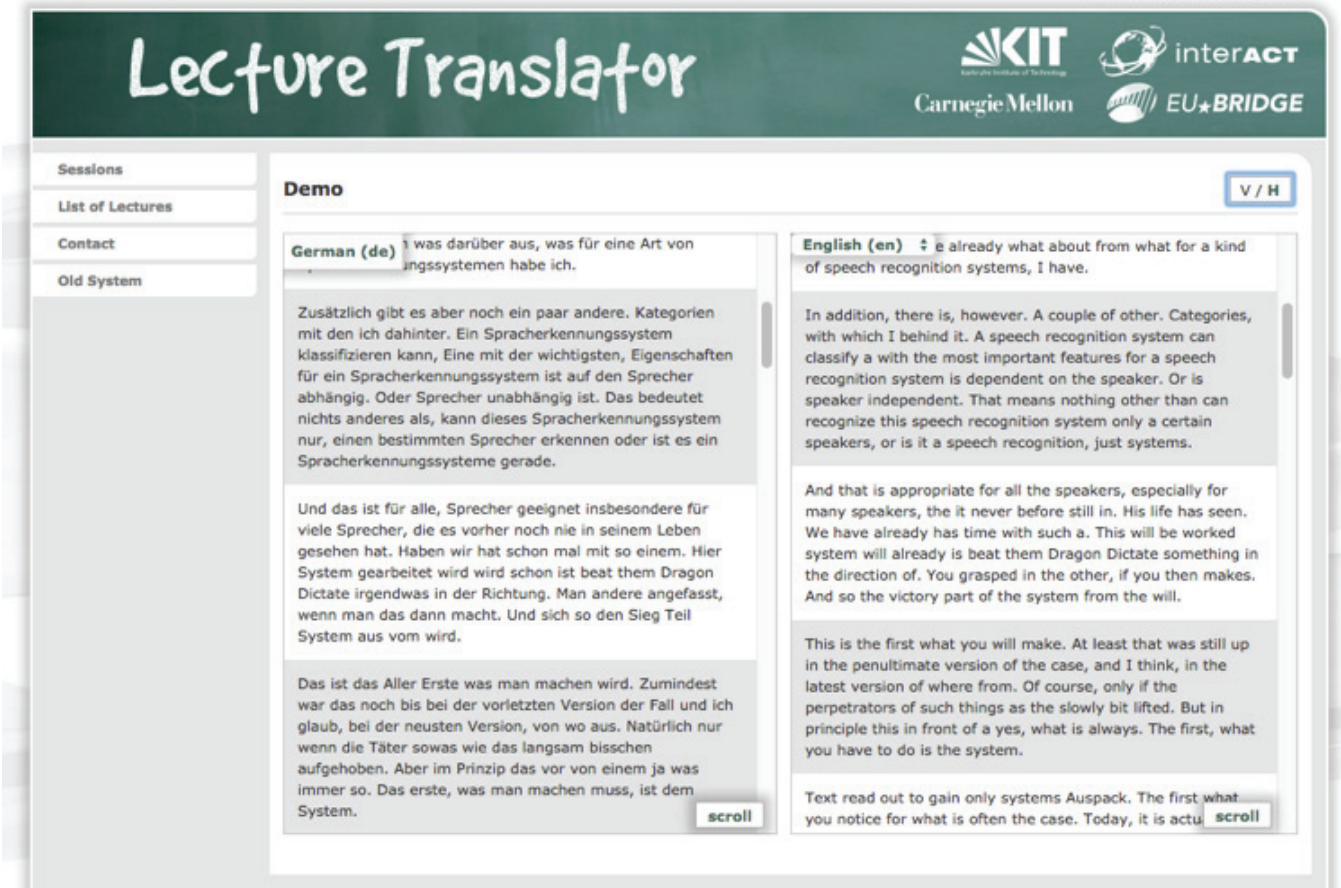 Lecture Translator
KIT
Karlsruhe Institute of Technology
interACT
Carnegie Mellon
EU★BRIDGE
Sessions
List of Lectures
Contact
Old System
Demo
V / H
German (de)
was darüber aus, was für eine Art von
ungssystemen habe ich.
Zusätzlich gibt es aber noch ein paar andere. Kategorien
mit den ich dahinter. Ein Spracherkennungssystem
klassifizieren kann, Eine mit der wichtigsten, Eigenschaften
für ein Spracherkennungssystem ist auf den Sprecher
abhängig. Oder Sprecher unabhängig ist. Das bedeutet
nichts anderes als, kann dieses Spracherkennungssystem
nur, einen bestimmten Sprecher erkennen oder ist es ein
Spracherkennungssysteme gerade.
Und das ist für alle, Sprecher geeignet insbesondere für
viele Sprecher, die es vorher noch nie in seinem Leben
gesehen hat. Haben wir hat schon mal mit so einem. Hier
System gearbeitet wird wird schon ist beat them Dragon
Dictate irgendwas in der Richtung. Man andere angefasst,
wenn man das dann macht. Und sich so den Sieg Teil
System aus vom wird.
Das ist das Aller Erste was man machen wird. Zumindest
war das noch bis bei der vorletzten Version der Fall und ich
glaub, bei der neusten Version, von wo aus. Natürlich nur
wenn die Täter sowas wie das langsam bisschen
aufgehoben. Aber im Prinzip das vor von einem ja was
immer so. Das erste, was man machen muss, ist dem
System.
scroll
English (en)
e already what about from what for a kind
of speech recognition systems, I have.
In addition, there is, however. A couple of other. Categories,
with which I behind it. A speech recognition system can
classify a with the most important features for a speech
recognition system is dependent on the speaker. Or is
speaker independent. That means nothing other than can
recognize this speech recognition system only a certain
speakers, or is it a speech recognition, just systems.
And that is appropriate for all the speakers, especially for
many speakers, the it never before still in. His life has seen.
We have already has time with such a. This will be worked
system will already is beat them Dragon Dictate something in
the direction of. You grasped in the other, if you then makes.
And so the victory part of the system from the will.
This is the first what you will make. At least that was still up
in the penultimate version of the case, and I think, in the
latest version of where from. Of course, only if the
perpetrators of such things as the slowly bit lifted. But in
principle this in front of a yes, what is always. The first, what
you have to do is the system.
Text read out to gain only systems Auspack. The first what
you notice for what is often the case. Today, it is actu
scroll